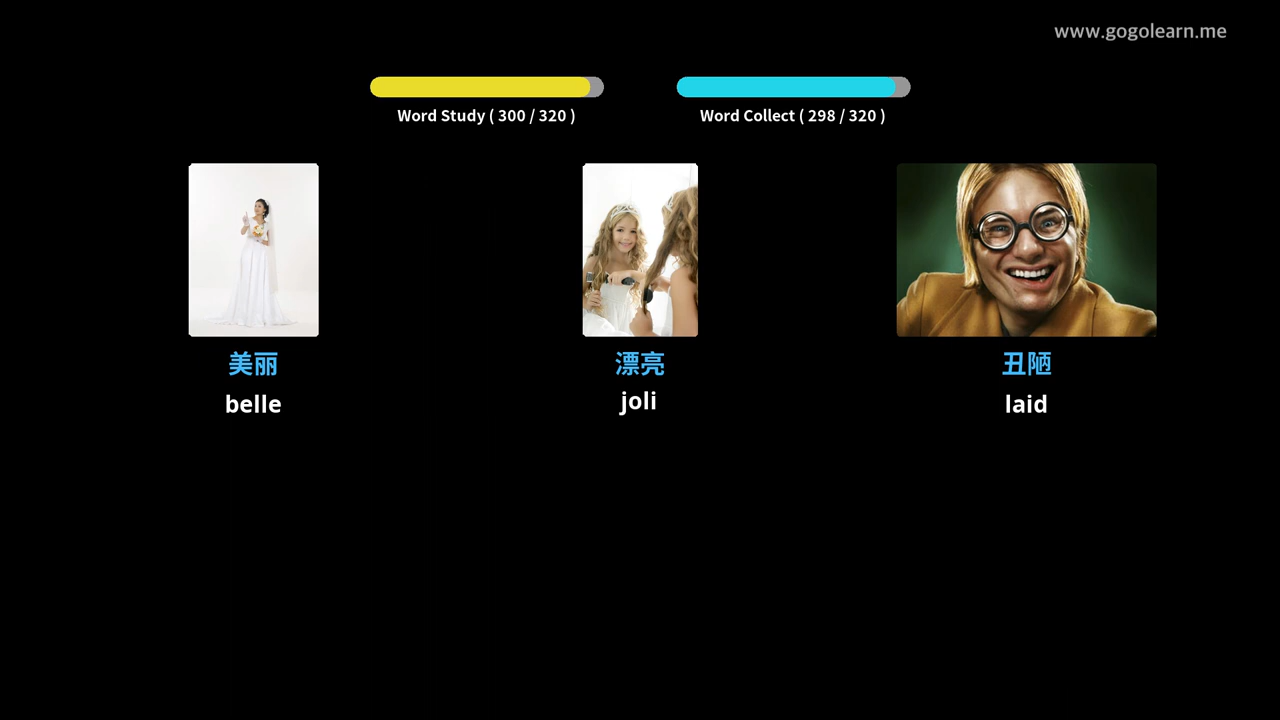 www.gogolearn.me
Word Study ( 300 / 320 )
Word Collect ( 298 / 320 )
美丽
漂亮
丑陋
belle
joli
laid